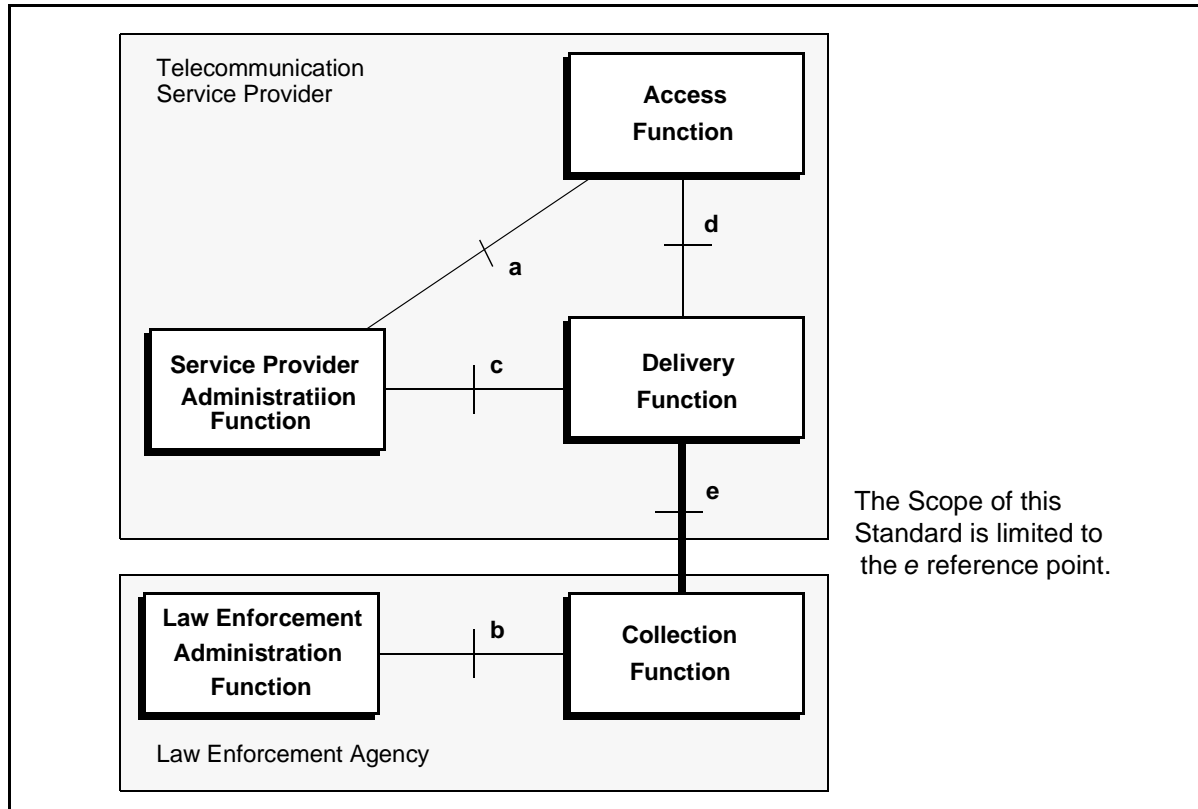 Telecommunication
Service Provider
Access
Function
d
a
Service Provider
Administratiion
Function
c
Delivery
Function
e
The Scope of this
Standard is limited to
the e reference point.
Law Enforcement
Administration
Function
b
Collection
Function
Law Enforcement Agency